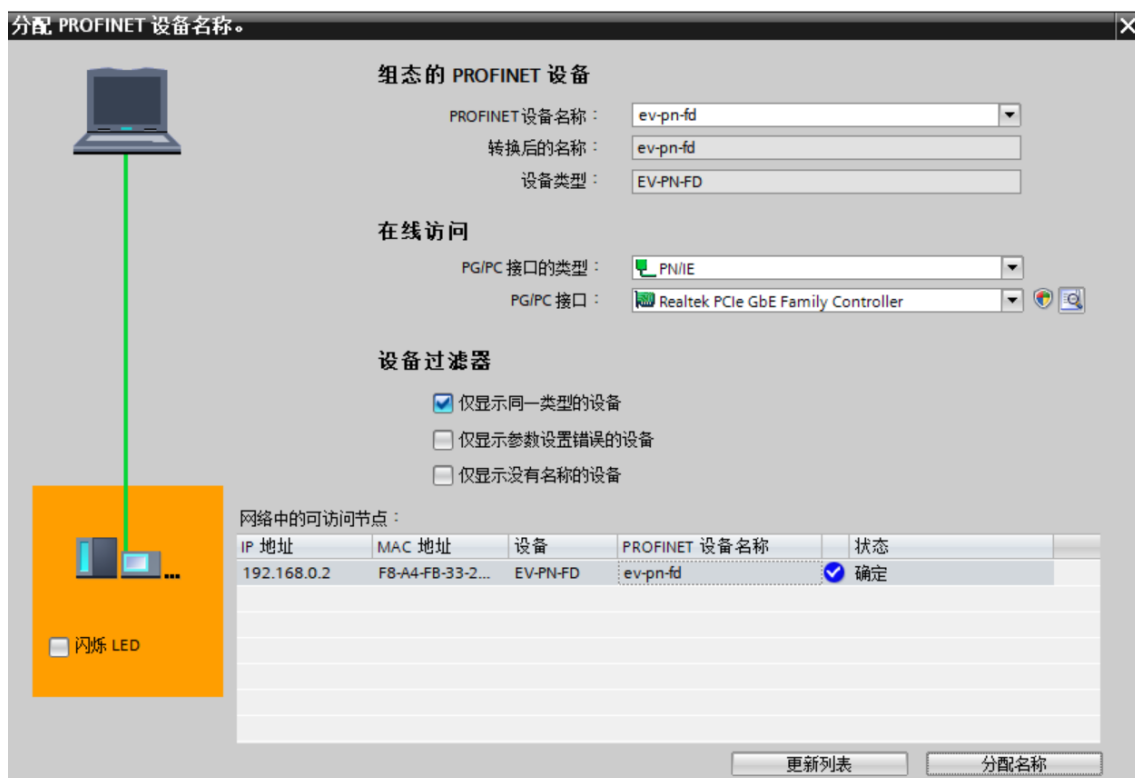 分配 PROFINET 设备名称。
组态的 PROFINET 设备
PROFINET设备名称： ev-pn-fd
转换后的名称： ev-pn-fd
设备类型： EV-PN-FD
在线访问
PG/PC 接口的类型： PN/IE
PG/PC 接口： Realtek PCIe GbE Family Controller
设备过滤器
仅显示同一类型的设备
仅显示参数设置错误的设备
仅显示没有名称的设备
网络中的可访问节点：
IP 地址 MAC 地址 设备 PROFINET 设备名称 状态
192.168.0.2 F8-A4-FB-33-2... EV-PN-FD ev-pn-fd 确定
闪烁 LED
更新列表 分配名称